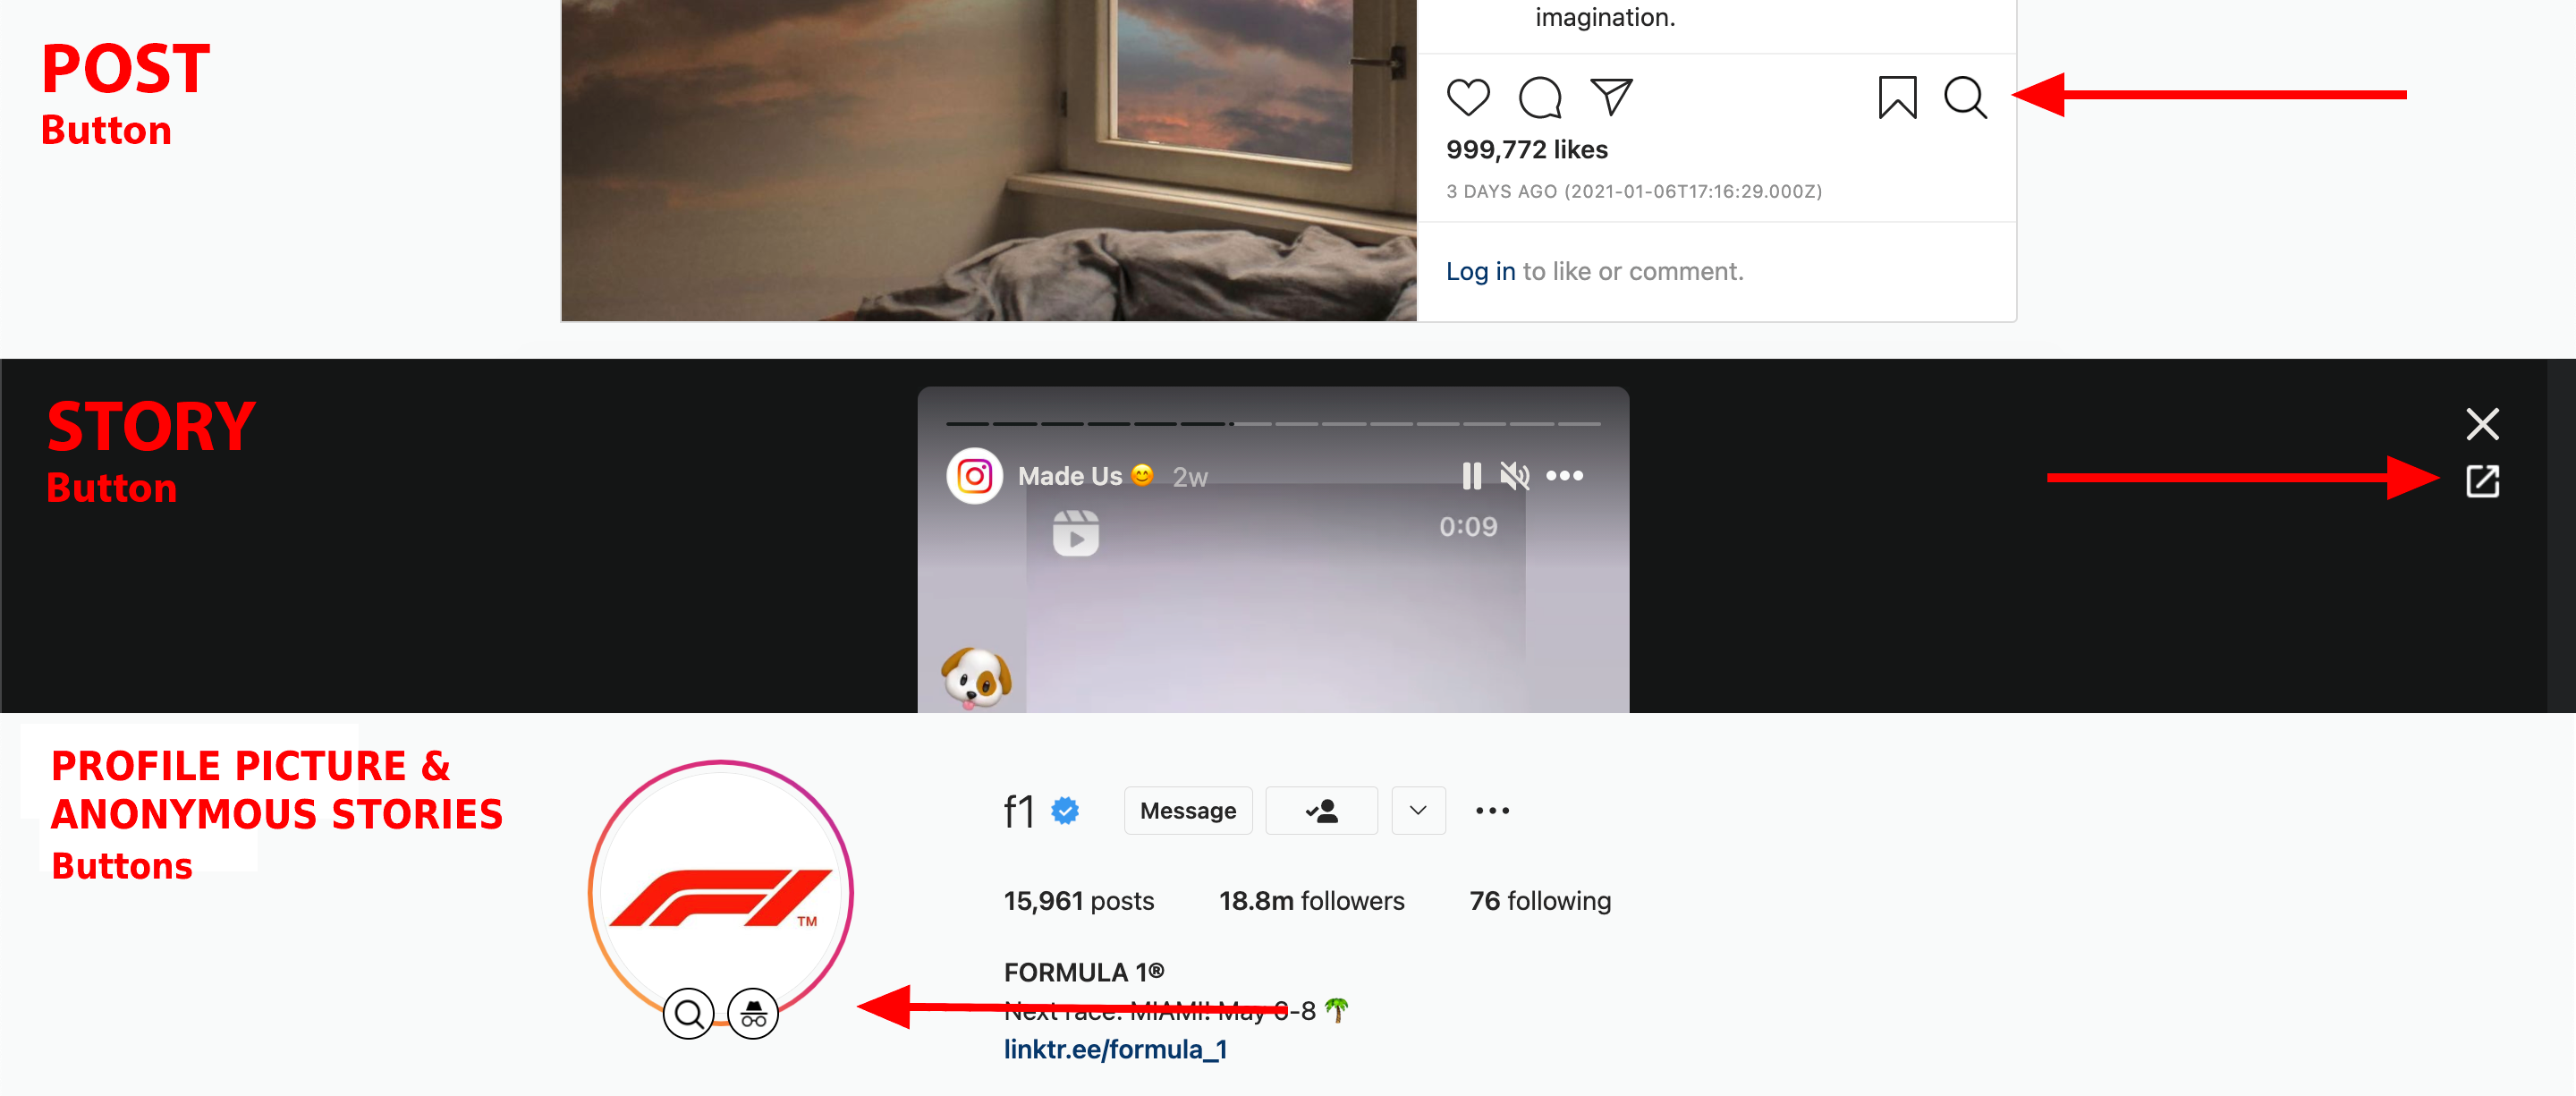 POST
Button
imagination.
999,772 likes
3 DAYS AGO (2021-01-06T17:16:29.000Z)
Log in to like or comment.
STORY
Button
Made Us 😊 2w
0:09
PROFILE PICTURE &
ANONYMOUS STORIES
Buttons
f1 Message
TM
15,961 posts 18.8m followers 76 following
FORMULA 1®
Next race: MIAMI! May 6-8 🌴
linktr.ee/formula_1